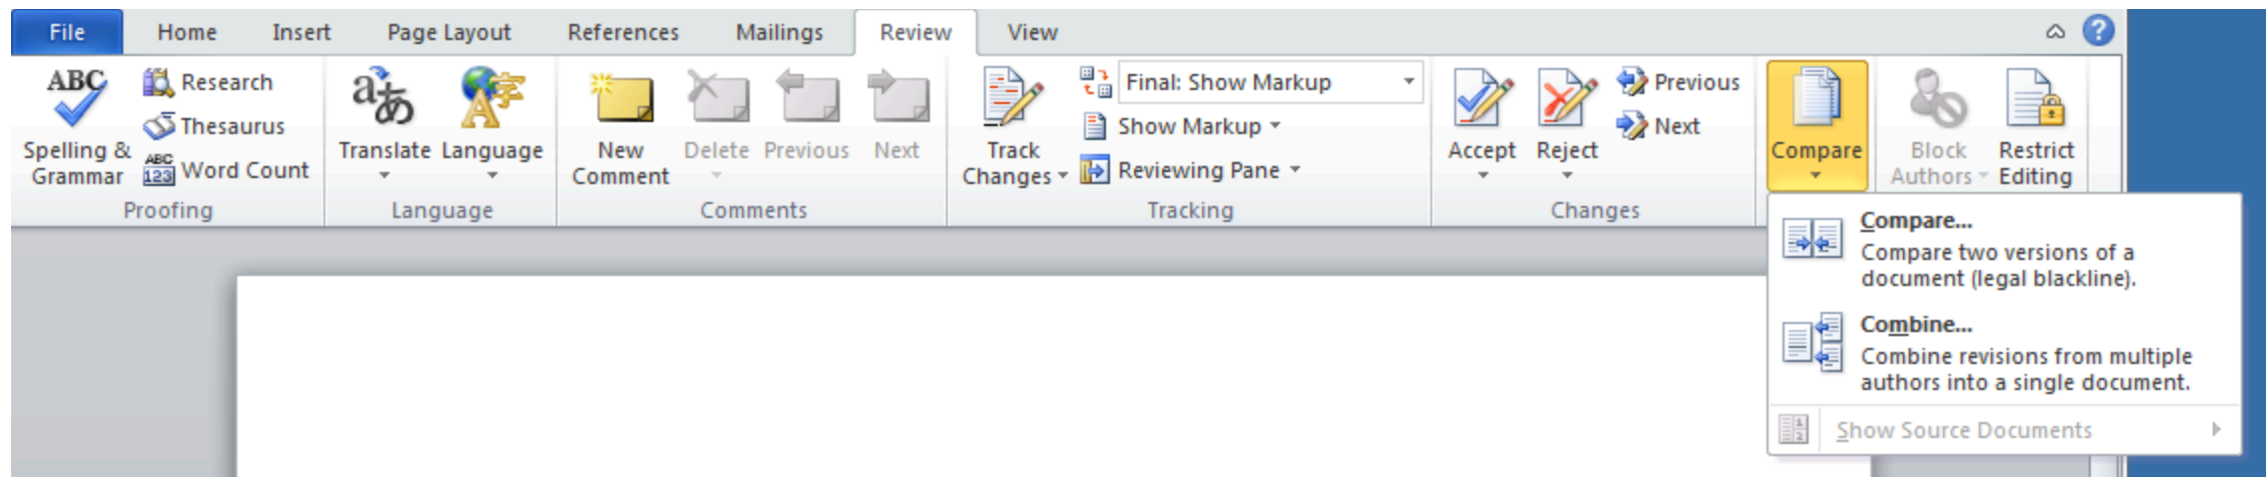 File Home Insert Page Layout References Mailings Review View
ABC Research
Thesaurus
Spelling & Grammar
ABC 123 Word Count
Proofing
Translate Language
Language
New Comment
Delete Previous Next
Comments
Track Changes
Final: Show Markup
Show Markup
Reviewing Pane
Tracking
Accept Reject
Previous
Next
Changes
Compare
Block Authors
Restrict Editing
Compare...
Compare two versions of a
document (legal blackline).
Combine...
Combine revisions from multiple
authors into a single document.
Show Source Documents